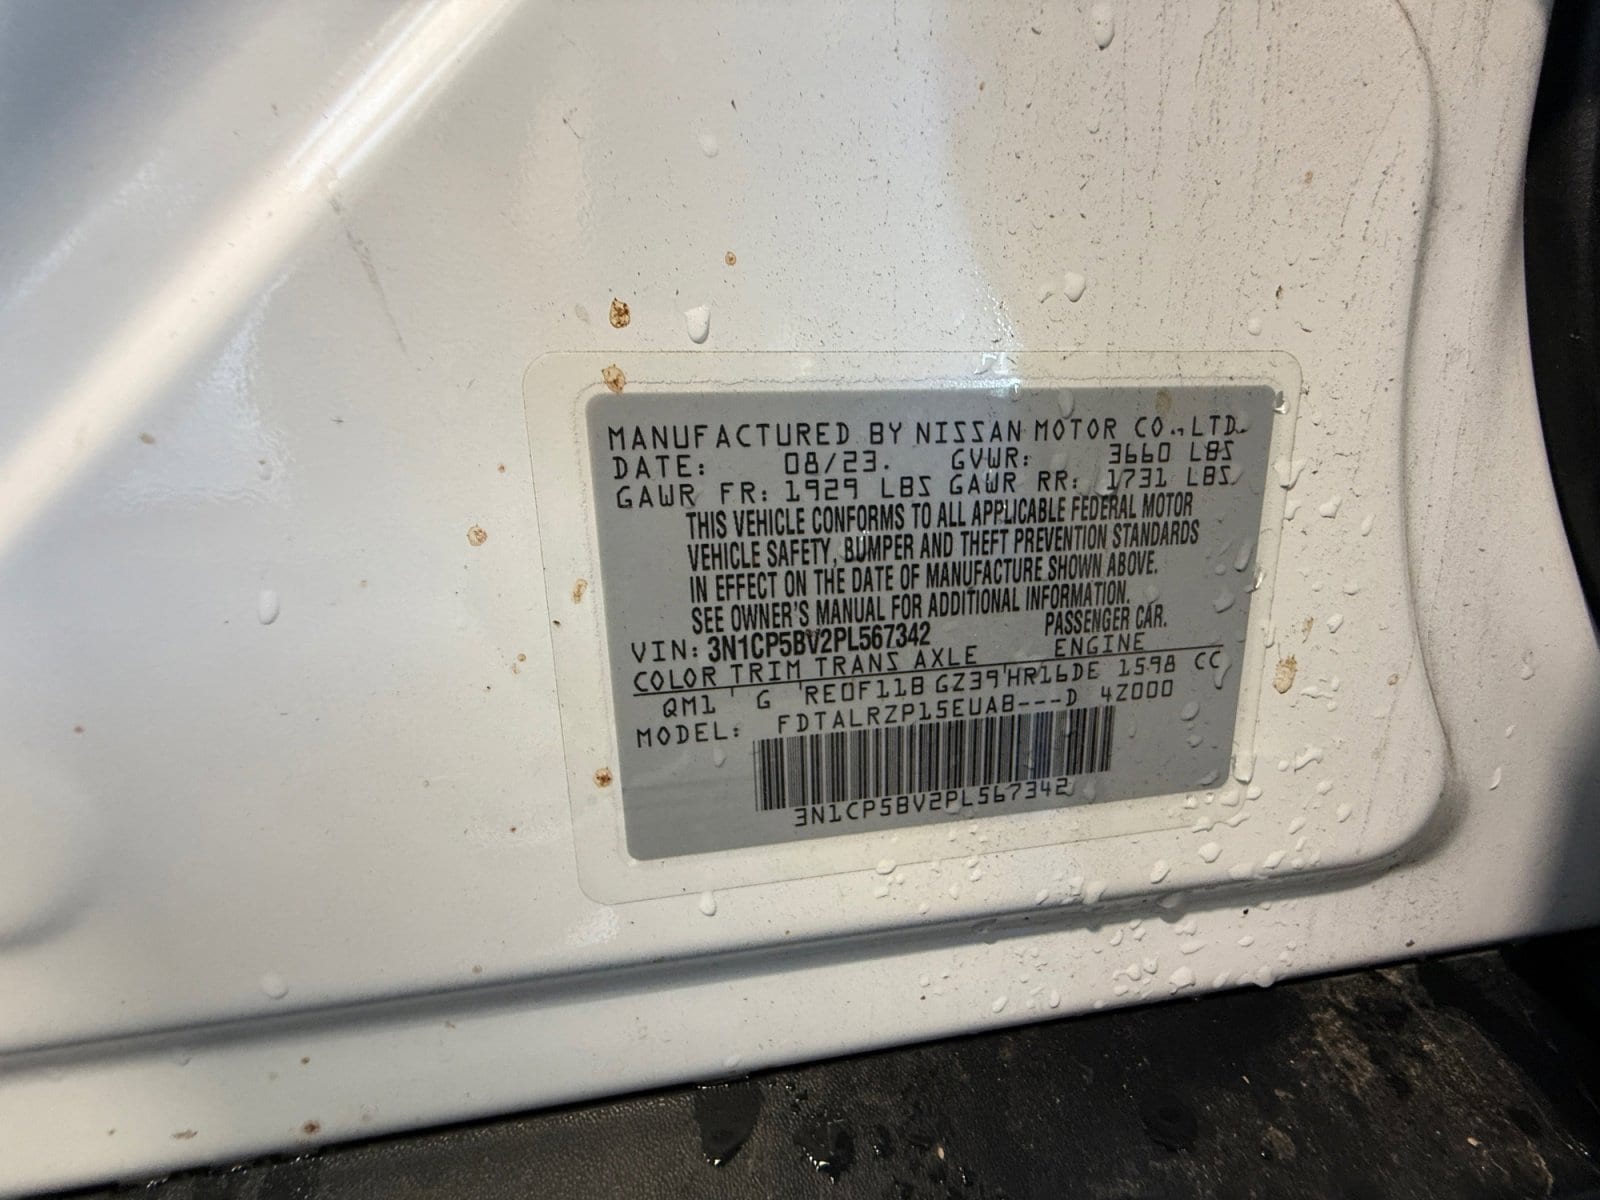 MANUFACTURED BY NISSAN MOTOR CO., LTD.
DATE: 08/23. GVWR: 3660 LBS
GAWR FR: 1929 LBS GAWR RR: 1731 LBS
THIS VEHICLE CONFORMS TO ALL APPLICABLE FEDERAL MOTOR
VEHICLE SAFETY, BUMPER AND THEFT PREVENTION STANDARDS
IN EFFECT ON THE DATE OF MANUFACTURE SHOWN ABOVE.
SEE OWNER'S MANUAL FOR ADDITIONAL INFORMATION.
VIN: 3N1CP5BV2PL567342 PASSENGER CAR.
COLOR TRIM TRANS AXLE ENGINE
QM1 G RE0F11B GZ39 HR16DE 1598 CC
MODEL: FDTALRZP15EUA8---D 4Z000
3N1CP5BV2PL567342